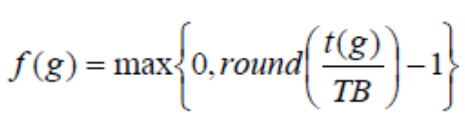 f(g) = max{0, round(t(g)/TB) − 1}